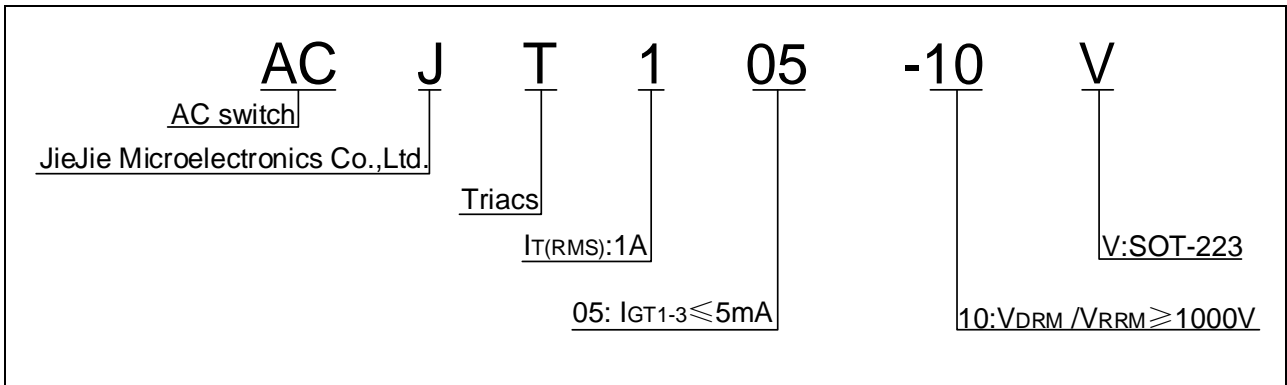 AC J T 1 05 -10 V
AC switch
JieJie Microelectronics Co.,Ltd.
Triacs
IT(RMS):1A
V:SOT-223
05: IGT1-3≤5mA
10:VDRM /VRRM≥1000V